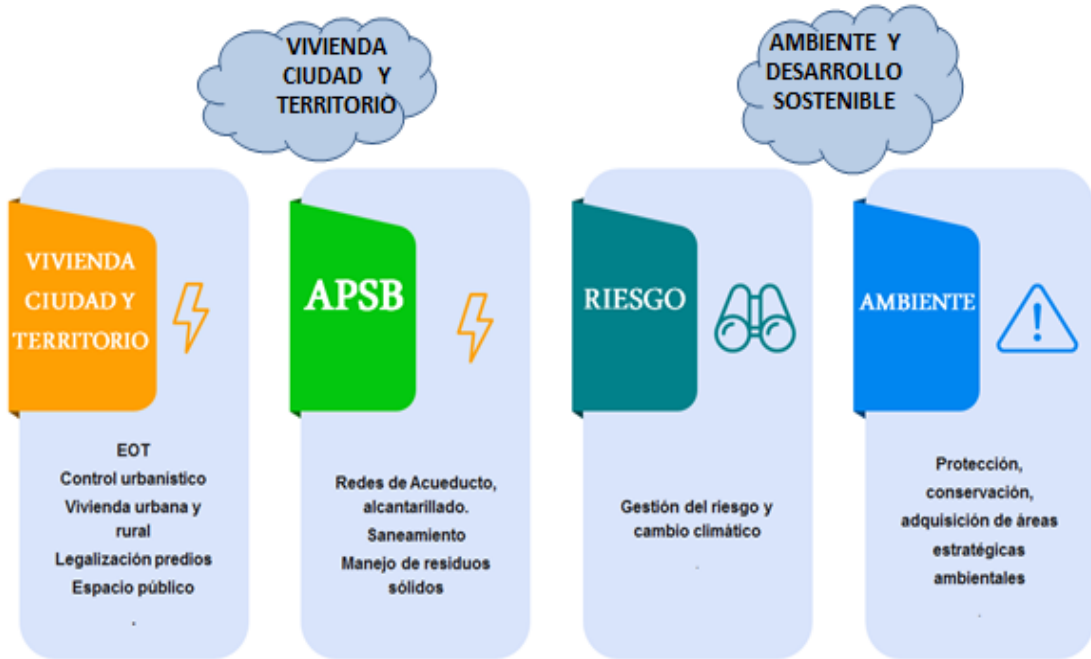 VIVIENDA
CIUDAD Y
TERRITORIO
AMBIENTE Y
DESARROLLO
SOSTENIBLE
VIVIENDA
CIUDAD Y
TERRITORIO
EOT
Control urbanístico
Vivienda urbana y
rural
Legalización predios
Espacio público
.
APSB
Redes de Acueducto,
alcantarillado.
Saneamiento
Manejo de residuos
sólidos
RIESGO
Gestión del riesgo y
cambio climático
.
AMBIENTE
Protección,
conservación,
adquisición de áreas
estratégicas
ambientales
.